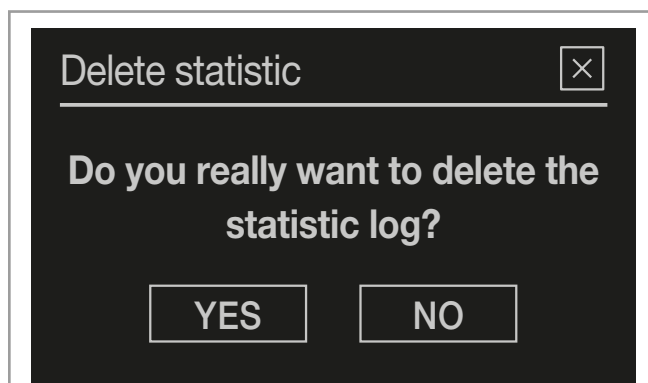 Delete statistic
Do you really want to delete the
statistic log?
YES NO